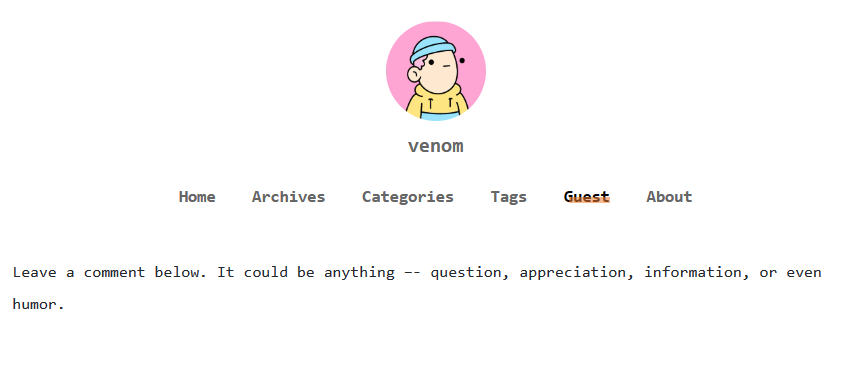 venom
Home Archives Categories Tags Guest About
Leave a comment below. It could be anything –- question, appreciation, information, or even
humor.